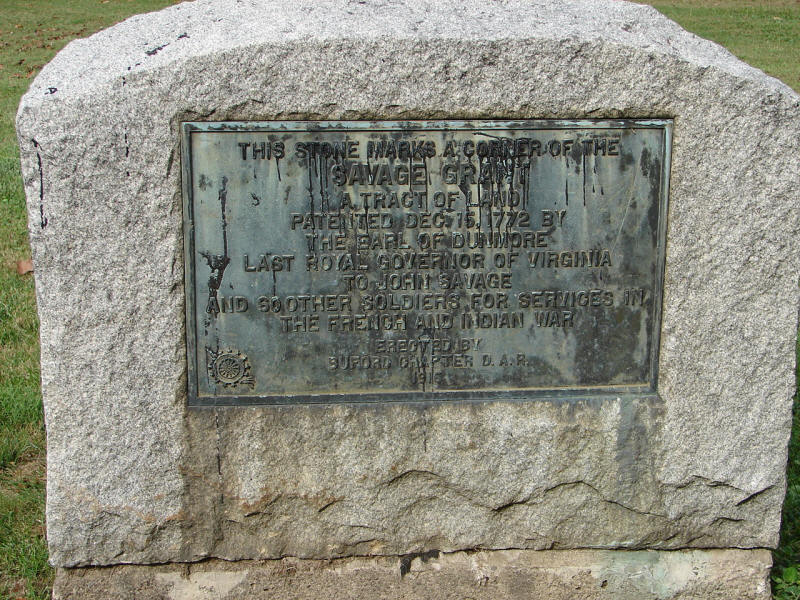 THIS STONE MARKS A CORNER OF THE
SAVAGE GRANT
A TRACT OF LAND
PATENTED DEC. 15, 1772 BY
THE EARL OF DUNMORE
LAST ROYAL GOVERNOR OF VIRGINIA
TO JOHN SAVAGE
AND 60 OTHER SOLDIERS FOR SERVICES IN
THE FRENCH AND INDIAN WAR
ERECTED BY
BUFORD CHAPTER D. A. R.